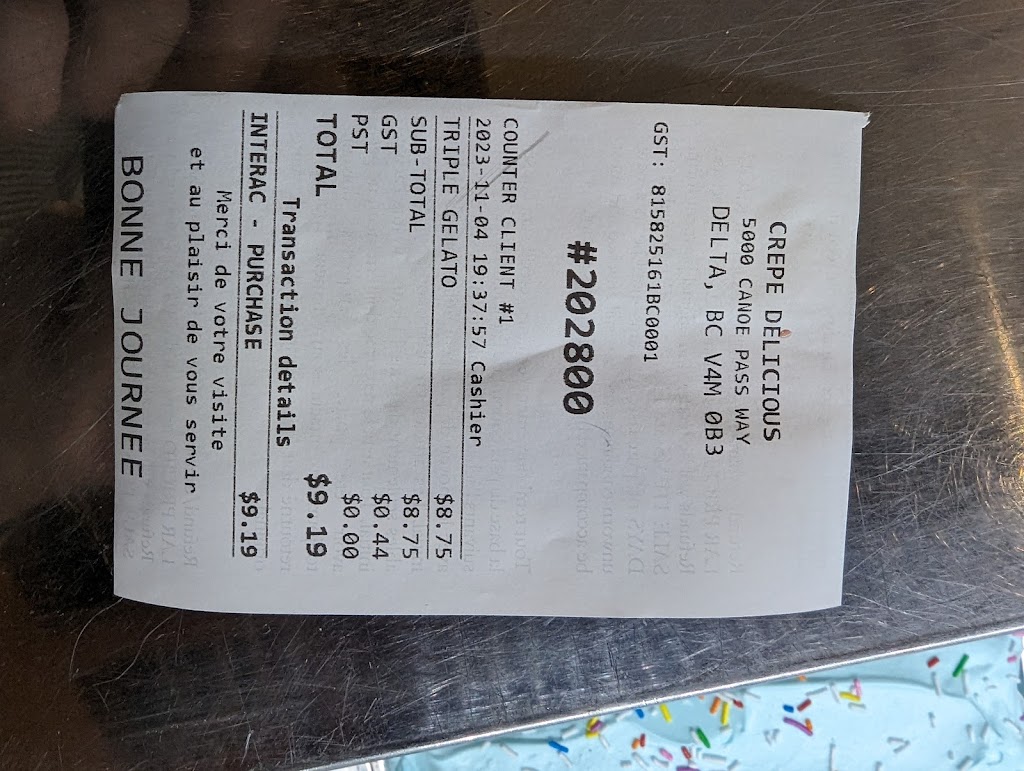 CREPE DÉLICIOUS
5000 CANOE PASS WAY
DELTA, BC V4M 0B3
GST: 815825161BC0001
#202800
COUNTER CLIENT #1
2023-11-04 19:37:57 Cashier
TRIPLE GELATO $8.75
SUB-TOTAL $8.75
GST $0.44
PST $0.00
TOTAL $9.19
Transaction details
INTERAC - PURCHASE $9.19
Merci de votre visite
et au plaisir de vous servir
BONNE JOURNEE